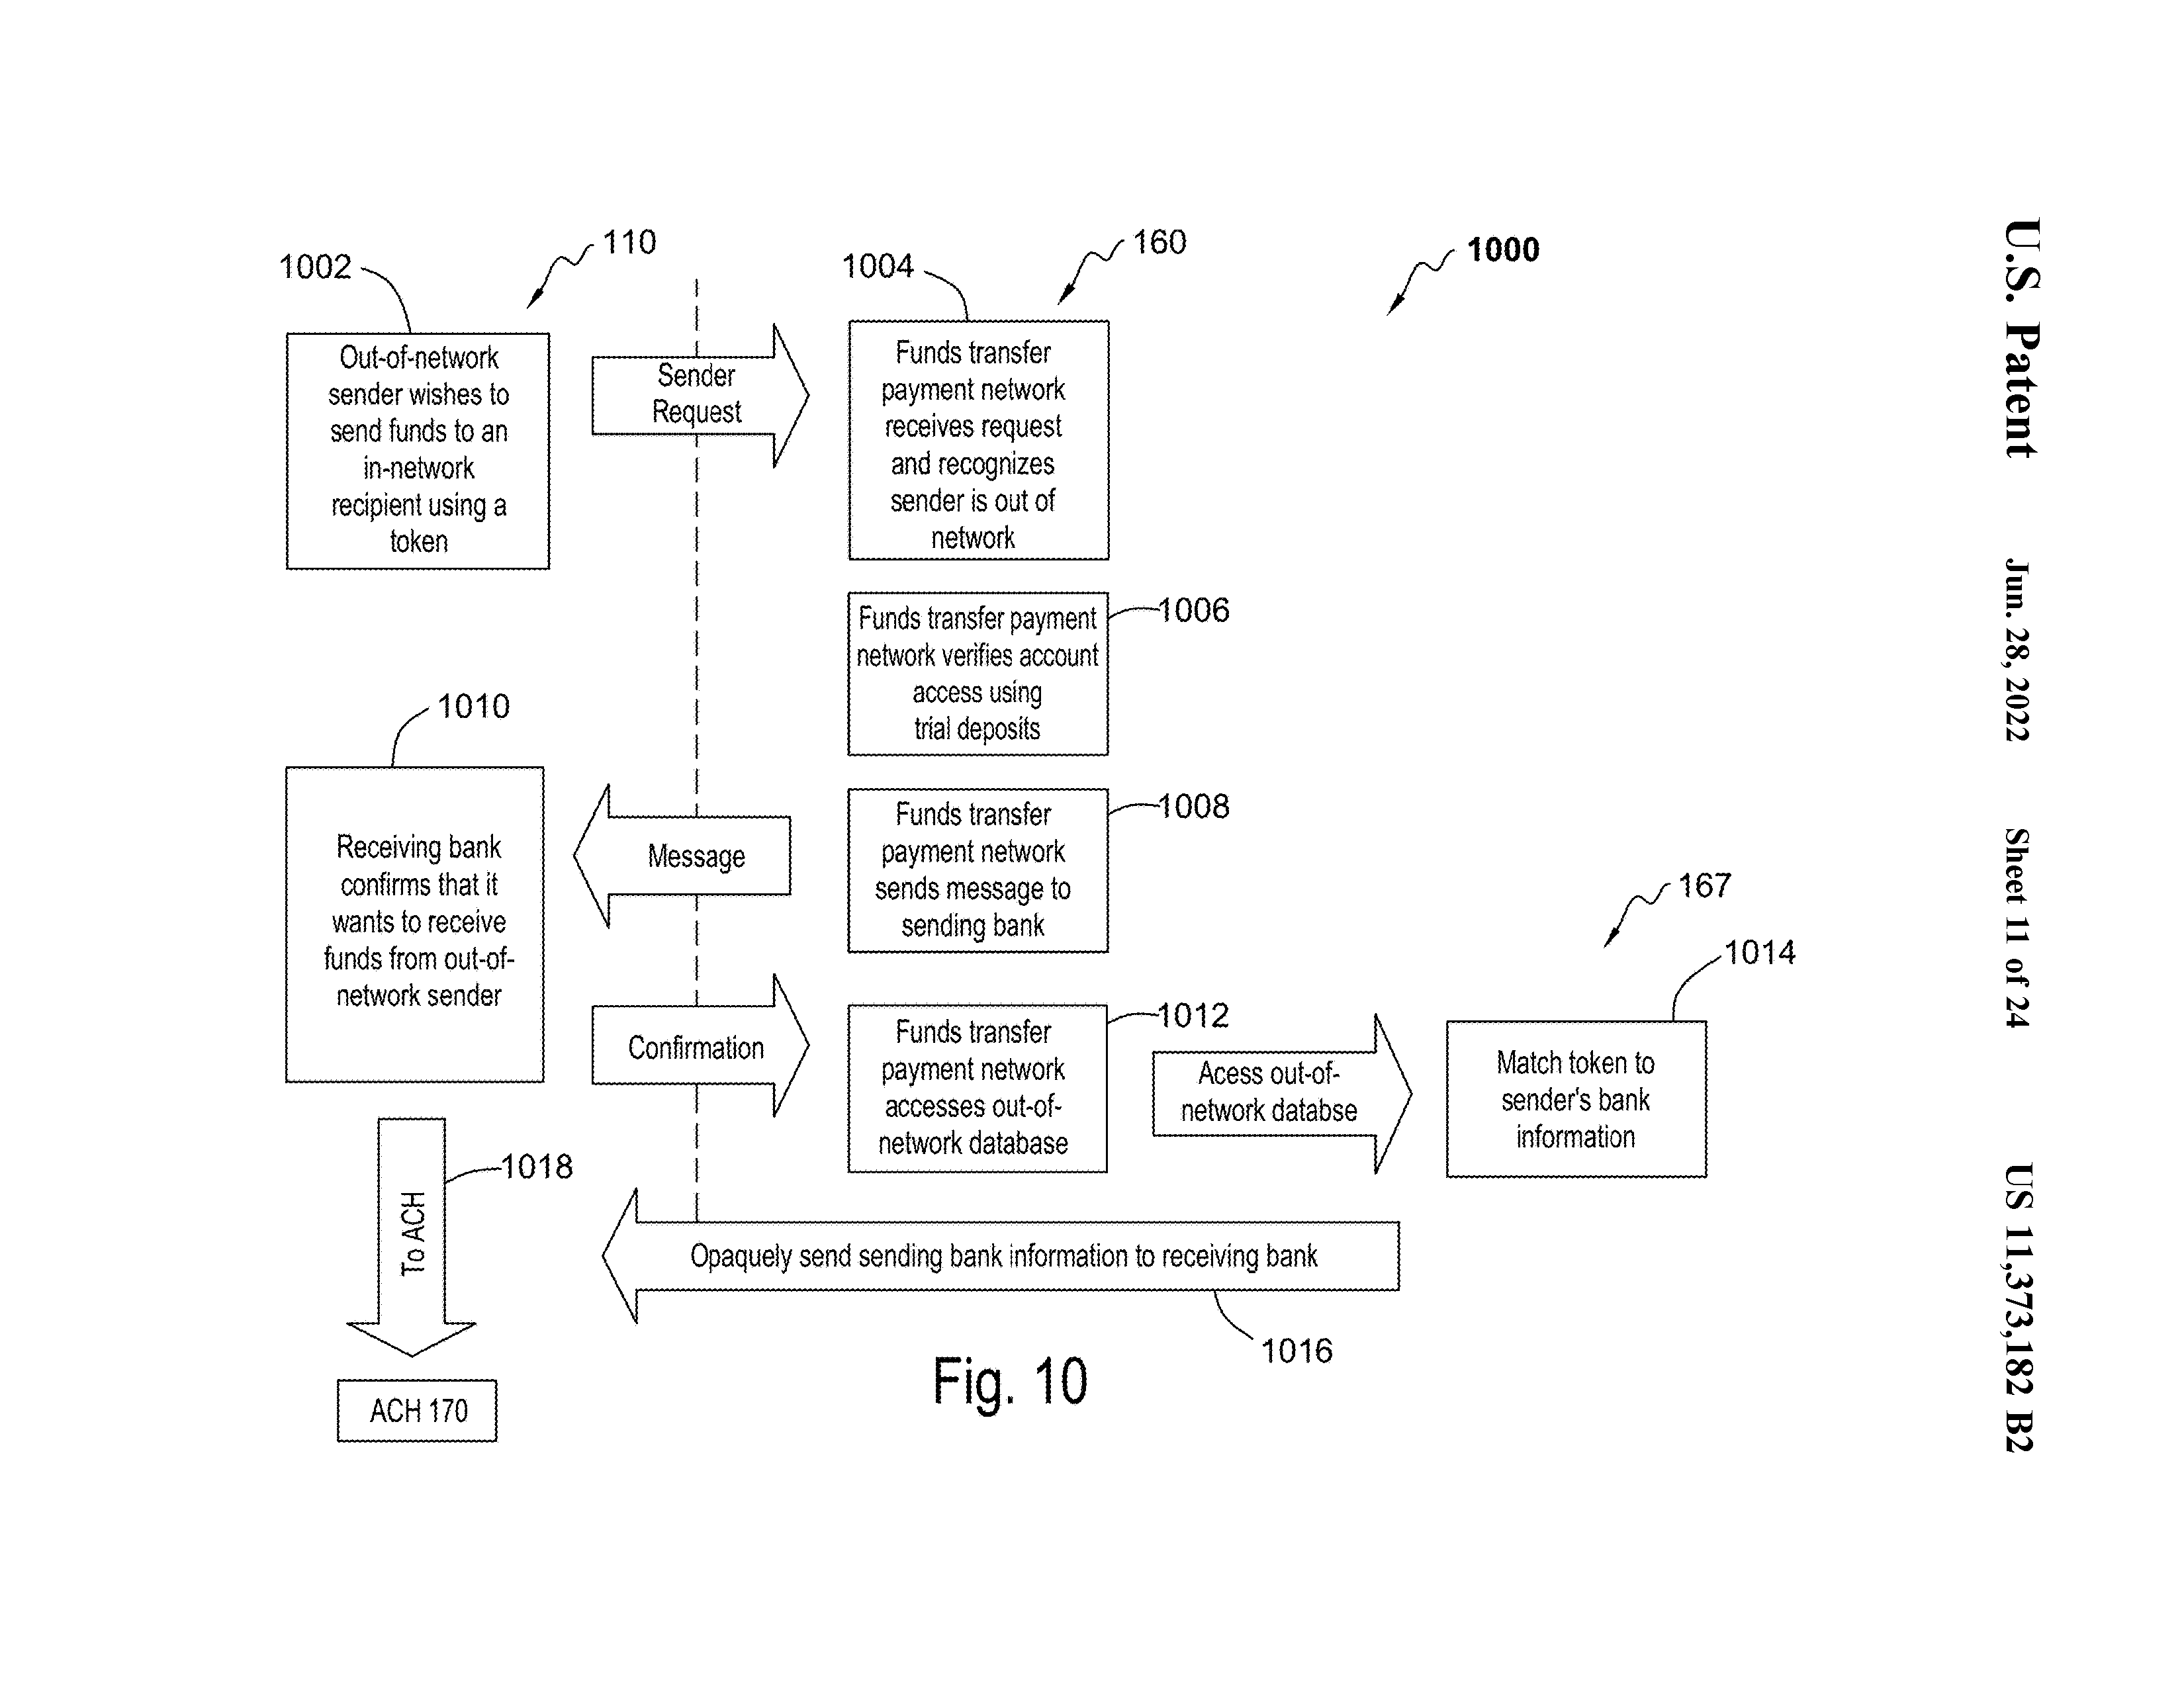 U.S. Patent
Jun. 28, 2022
Sheet 11 of 24
US 11,373,182 B2
110
160
1000
1002
1004
Out-of-network
sender wishes to
send funds to an
in-network
recipient using a
token
Sender
Request
Funds transfer
payment network
receives request
and recognizes
sender is out of
network
1006
Funds transfer payment
network verifies account
access using
trial deposits
1010
1008
Receiving bank
confirms that it
wants to receive
funds from out-of-
network sender
Message
Funds transfer
payment network
sends message to
sending bank
167
1014
Confirmation
1012
Funds transfer
payment network
accesses out-of-
network database
Acess out-of-
network databse
Match token to
sender's bank
information
1018
To ACH
Opaquely send sending bank information to receiving bank
1016
ACH 170
Fig. 10